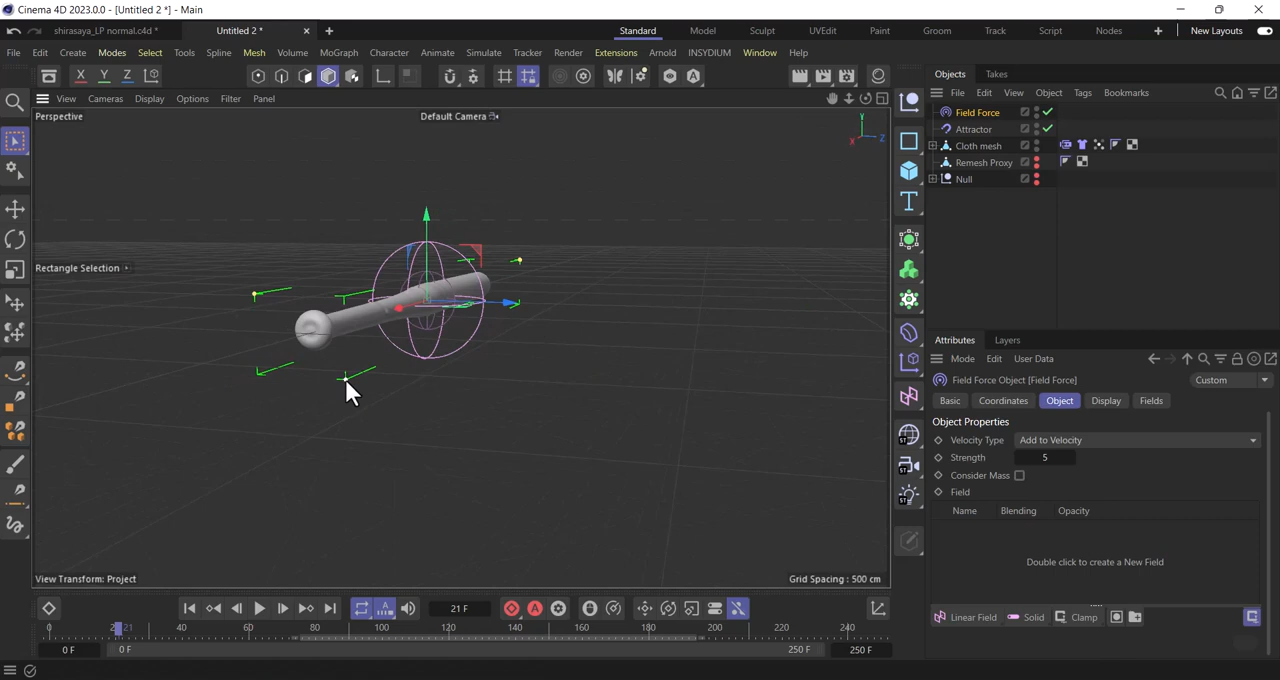 Cinema 4D 2023.0.0 - [Untitled 2 *] - Main
shirasaya_LP normal.c4d *
Untitled 2 *
Standard
Model
Sculpt
UVEdit
Paint
Groom
Track
Script
Nodes
New Layouts
File
Edit
Create
Modes
Select
Tools
Spline
Mesh
Volume
MoGraph
Character
Animate
Simulate
Tracker
Render
Extensions
Arnold
INSYDIUM
Window
Help
X
Y
Z
Objects
Takes
View
Cameras
Display
Options
Filter
Panel
File
Edit
View
Object
Tags
Bookmarks
Perspective
Default Camera
Y
X
Z
Field Force
Attractor
Cloth mesh
Remesh Proxy
Null
Rectangle Selection
Attributes
Layers
Mode
Edit
User Data
Field Force Object [Field Force]
Custom
Basic
Coordinates
Object
Display
Fields
Object Properties
Velocity Type
Add to Velocity
Strength
5
Consider Mass
Field
Name
Blending
Opacity
Double click to create a New Field
View Transform: Project
Grid Spacing : 500 cm
21 F
Linear Field
Solid
Clamp
0
21
40
60
80
100
120
140
160
180
200
220
240
0 F
0 F
250 F
250 F